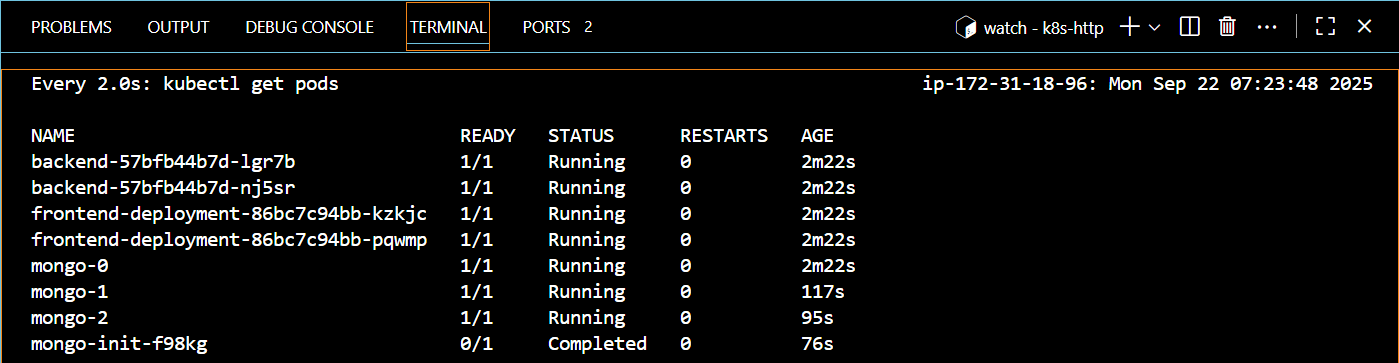 PROBLEMS OUTPUT DEBUG CONSOLE TERMINAL PORTS 2 watch - k8s-http
Every 2.0s: kubectl get pods ip-172-31-18-96: Mon Sep 22 07:23:48 2025
NAME READY STATUS RESTARTS AGE
backend-57bfb44b7d-lgr7b 1/1 Running 0 2m22s
backend-57bfb44b7d-nj5sr 1/1 Running 0 2m22s
frontend-deployment-86bc7c94bb-kzkjc 1/1 Running 0 2m22s
frontend-deployment-86bc7c94bb-pqwmp 1/1 Running 0 2m22s
mongo-0 1/1 Running 0 2m22s
mongo-1 1/1 Running 0 117s
mongo-2 1/1 Running 0 95s
mongo-init-f98kg 0/1 Completed 0 76s